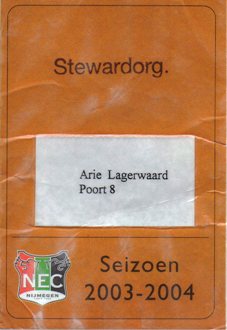 Stewardorg.
Arie Lagerwaard
Poort 8
NEC
NIJMEGEN
Seizoen
2003-2004